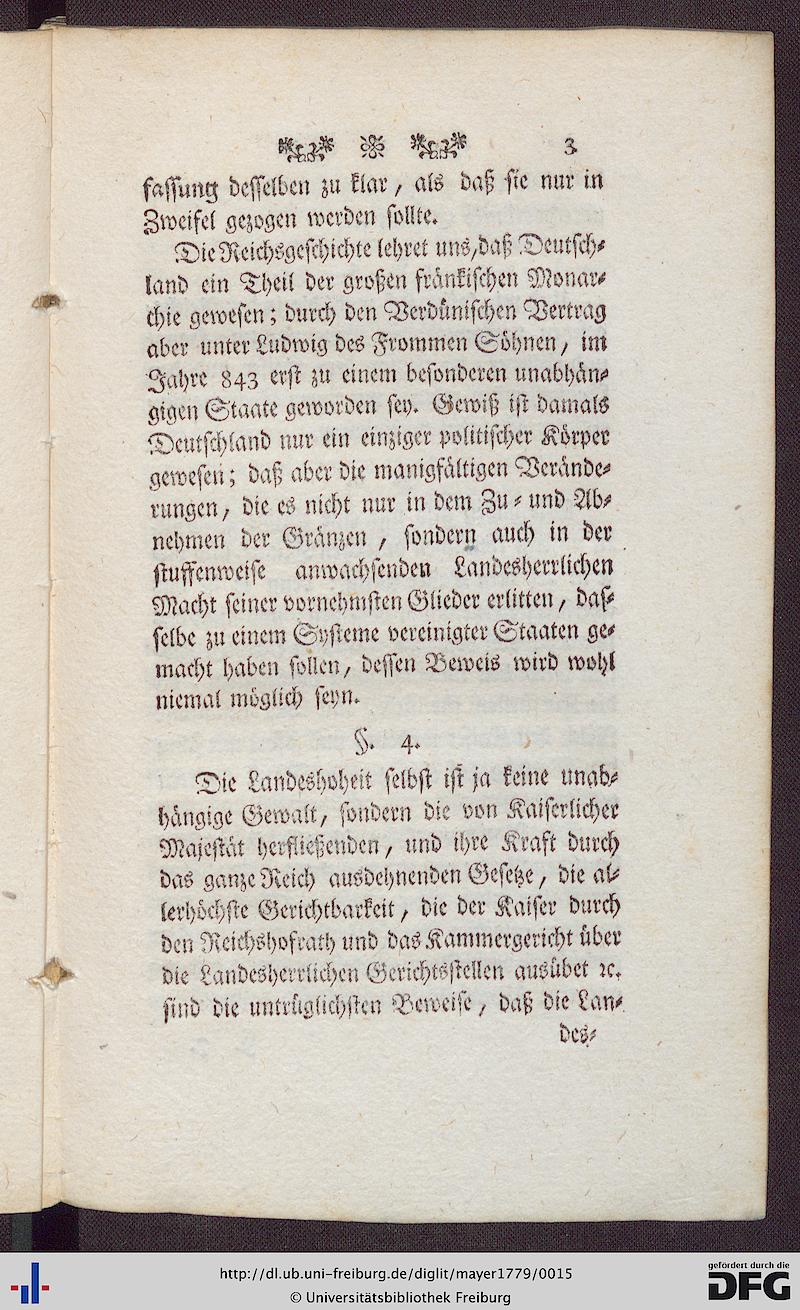 3
fassung desselben zu klar, als daß sie nur in
Zweifel gezogen werden sollte.
Die Reichsgeschichte lehret uns, daß Deutsch-
land ein Theil der großen fränkischen Monar-
chie gewesen; durch den Verdünischen Vertrag
aber unter Ludwig des Frommen Söhnen, im
Jahre 843 erst zu einem besonderen unabhän-
gigen Staate geworden sey. Gewiß ist damals
Deutschland nur ein einziger politischer Körper
gewesen; daß aber die manigfältigen Verände-
rungen, die es nicht nur in dem Zu- und Ab-
nehmen der Gränzen, sondern auch in der
stuffenweise anwachsenden Landesherrlichen
Macht seiner vornehmsten Glieder erlitten, das-
selbe zu einem Systeme vereinigter Staaten ge-
macht haben sollen, dessen Beweis wird wohl
niemal möglich seyn.
§. 4.
Die Landeshoheit selbst ist ja keine unab-
hängige Gewalt, sondern die von Kaiserlicher
Majestät herfließenden, und ihre Kraft durch
das ganze Reich ausdehnenden Gesetze, die al-
lerhöchste Gerichtbarkeit, die der Kaiser durch
den Reichshofrath und das Kammergericht über
die Landesherrlichen Gerichtsstellen ausübet ꝛc.
sind die untrüglichsten Beweise, daß die Lan-
des-
http://dl.ub.uni-freiburg.de/diglit/mayer1779/0015
© Universitätsbibliothek Freiburg
gefördert durch die
DFG